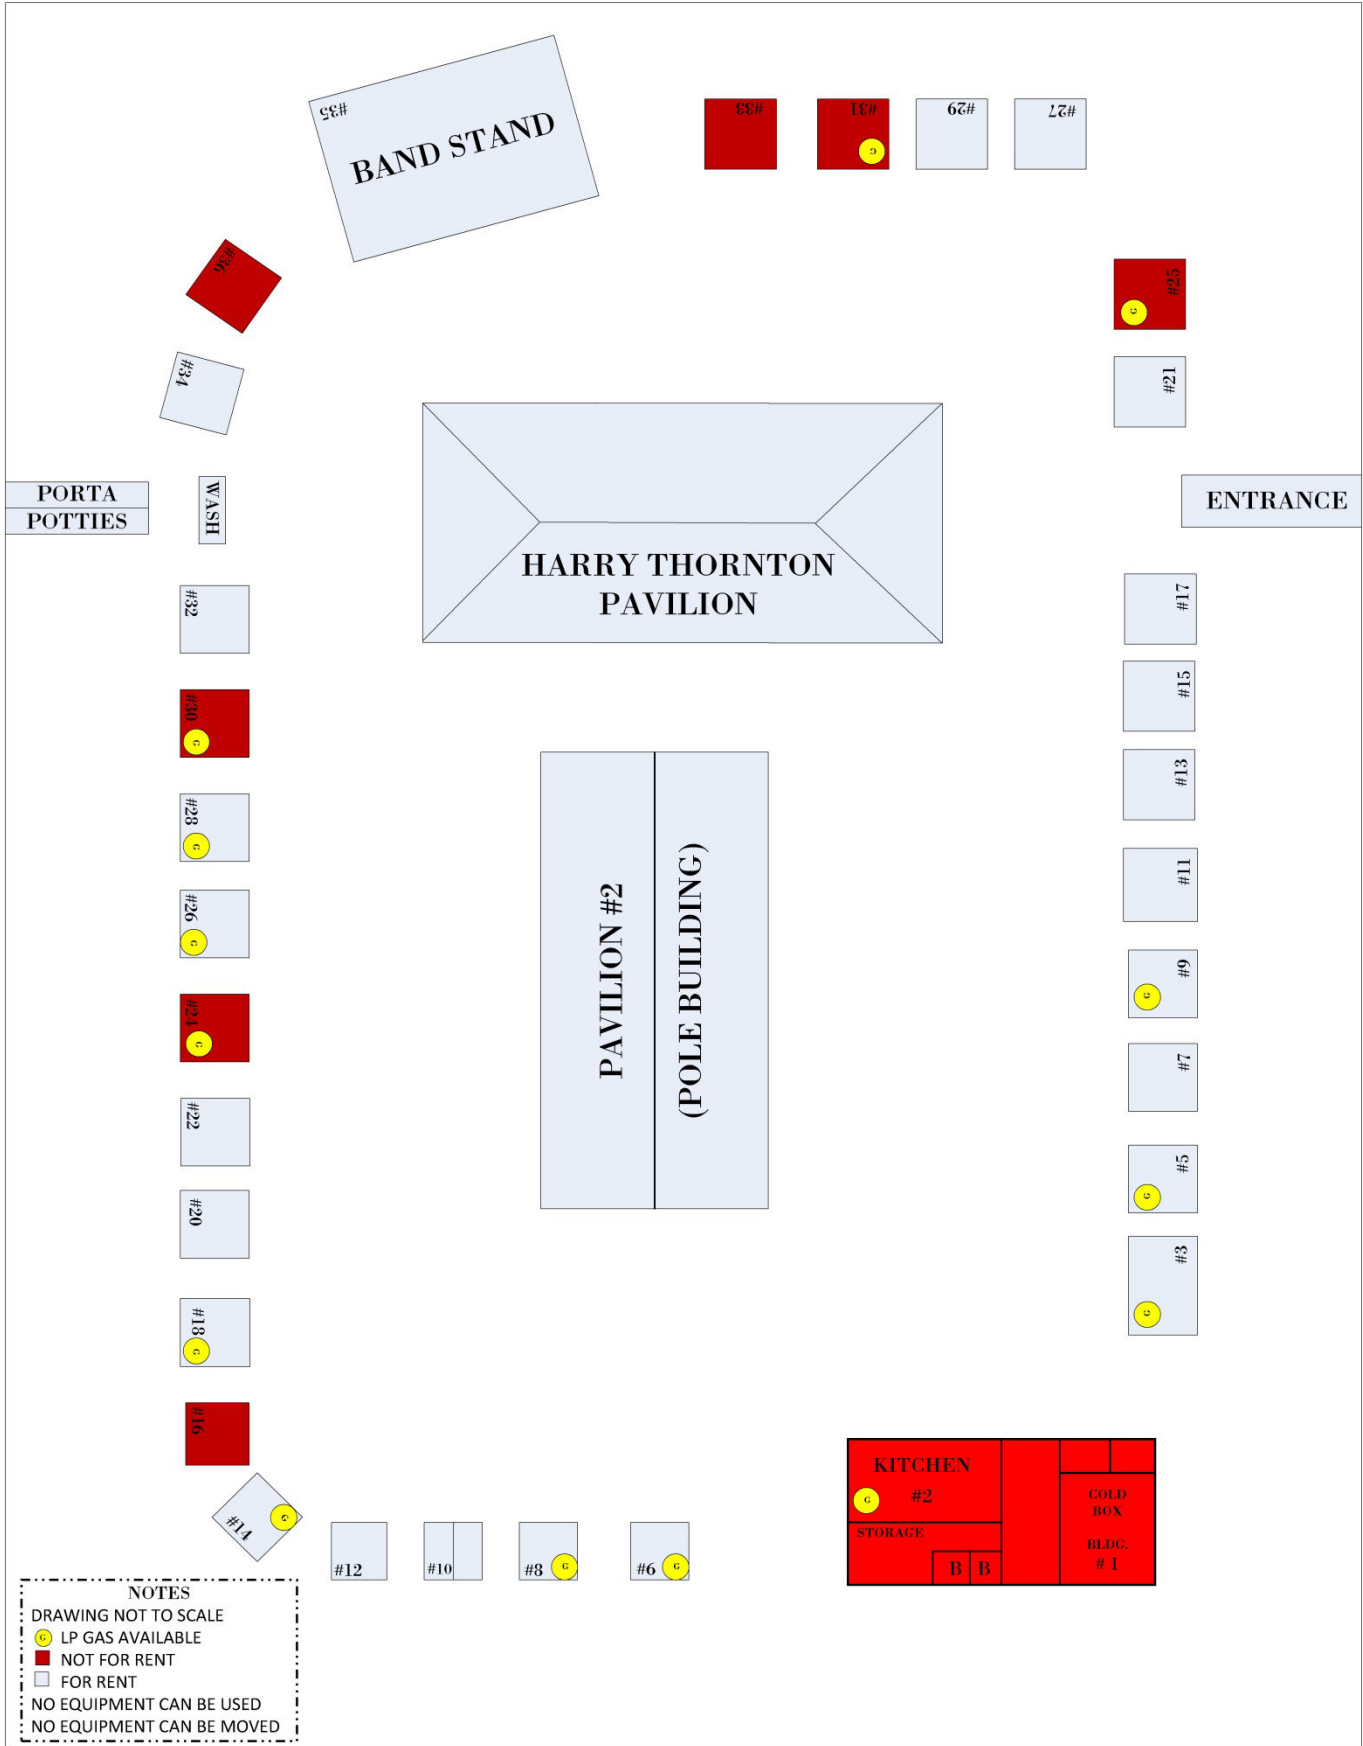 #35
BAND STAND
#33
#31
G
#29
#27
#36
#34
#25
G
#21
PORTA
POTTIES
WASH
ENTRANCE
HARRY THORNTON
PAVILION
#32
#30
G
#28
G
#26
G
#24
G
#22
#20
#18
G
#16
#17
#15
#13
#11
#9
G
#7
#5
G
#3
G
PAVILION #2
(POLE BUILDING)
#14
G
#12
#10
#8
G
#6
G
KITCHEN
#2
G
STORAGE
B
B
COLD
BOX
BLDG.
# 1
NOTES
DRAWING NOT TO SCALE
G LP GAS AVAILABLE
NOT FOR RENT
FOR RENT
NO EQUIPMENT CAN BE USED
NO EQUIPMENT CAN BE MOVED